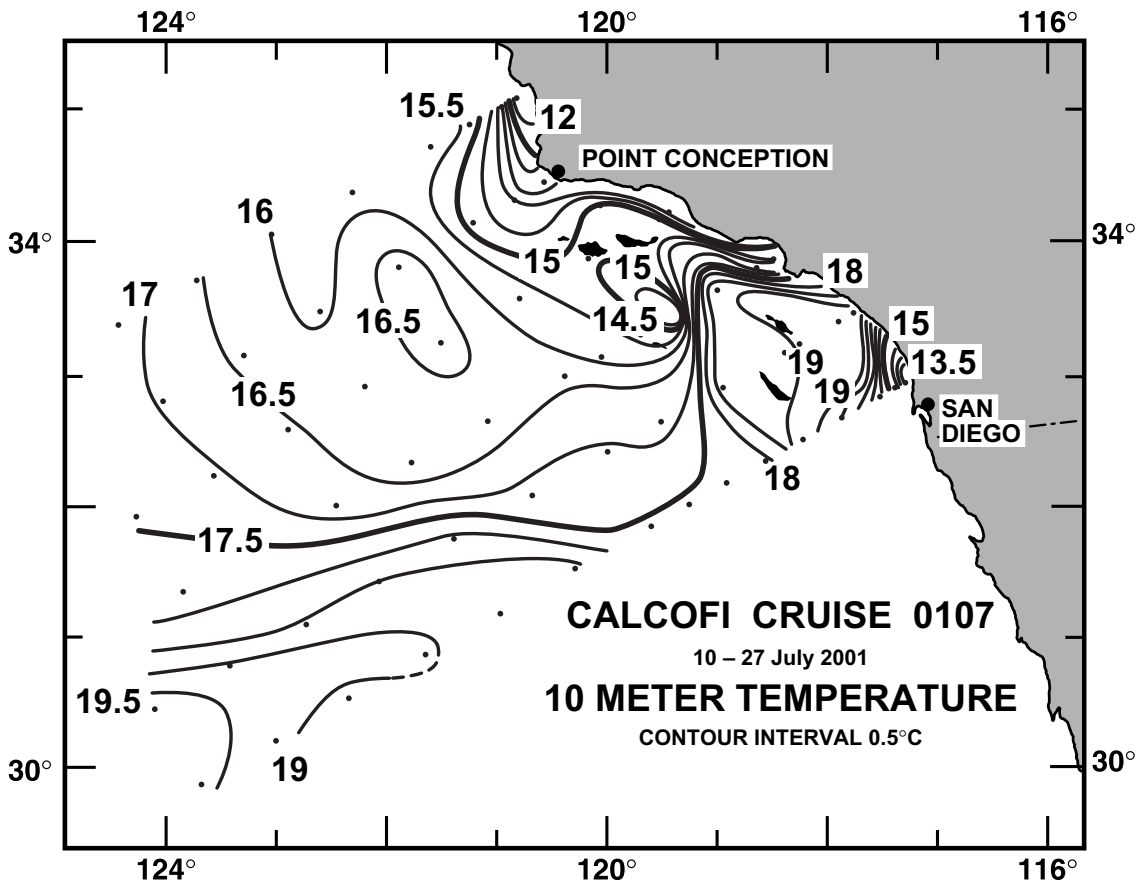 124° 120° 116°
15.5 12
POINT CONCEPTION
16
34° 15 15 34°
18
17 16.5 14.5 15
19 13.5
16.5 19
SAN
DIEGO
18
17.5
CALCOFI CRUISE 0107
10 – 27 July 2001
10 METER TEMPERATURE
CONTOUR INTERVAL 0.5°C
19.5
19
30° 30°
124° 120° 116°